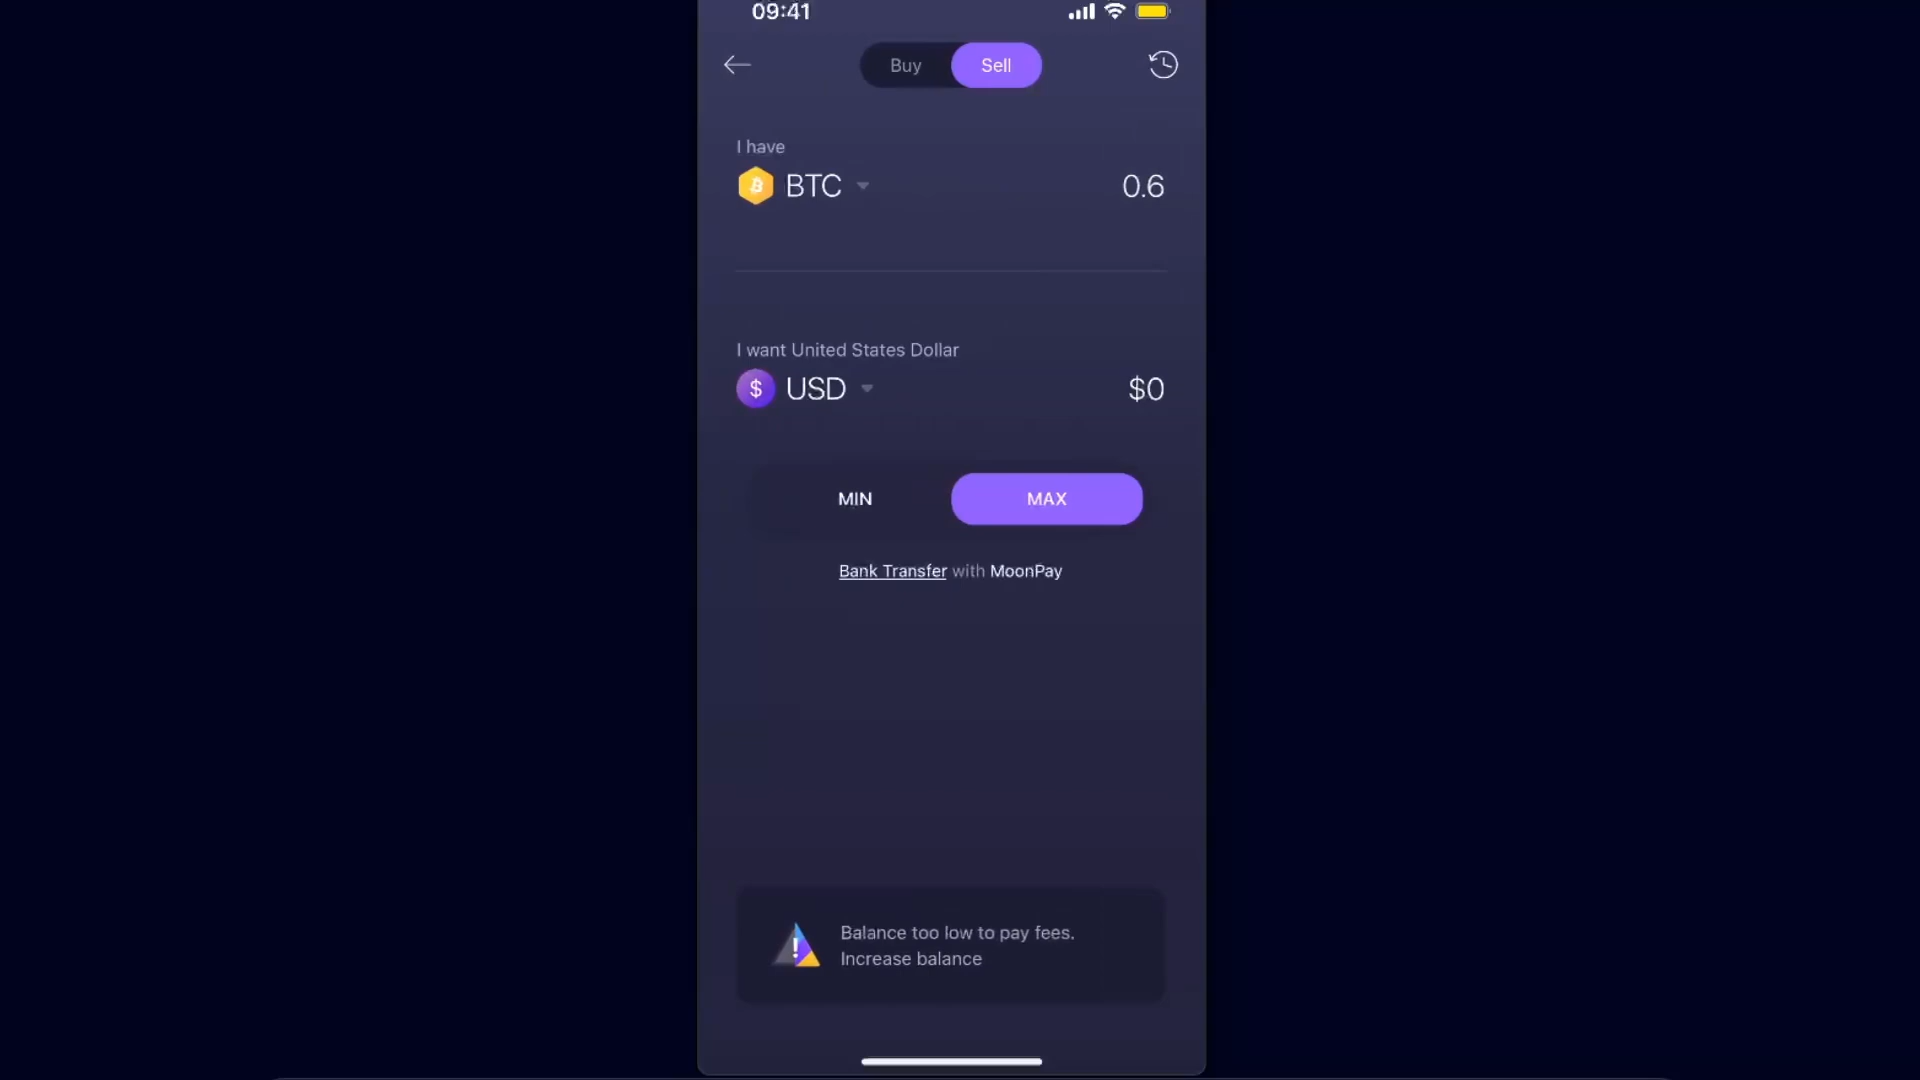 09:41
Buy Sell
I have
BTC 0.6
I want United States Dollar
$ USD $0
MIN MAX
Bank Transfer with MoonPay
Balance too low to pay fees.
Increase balance